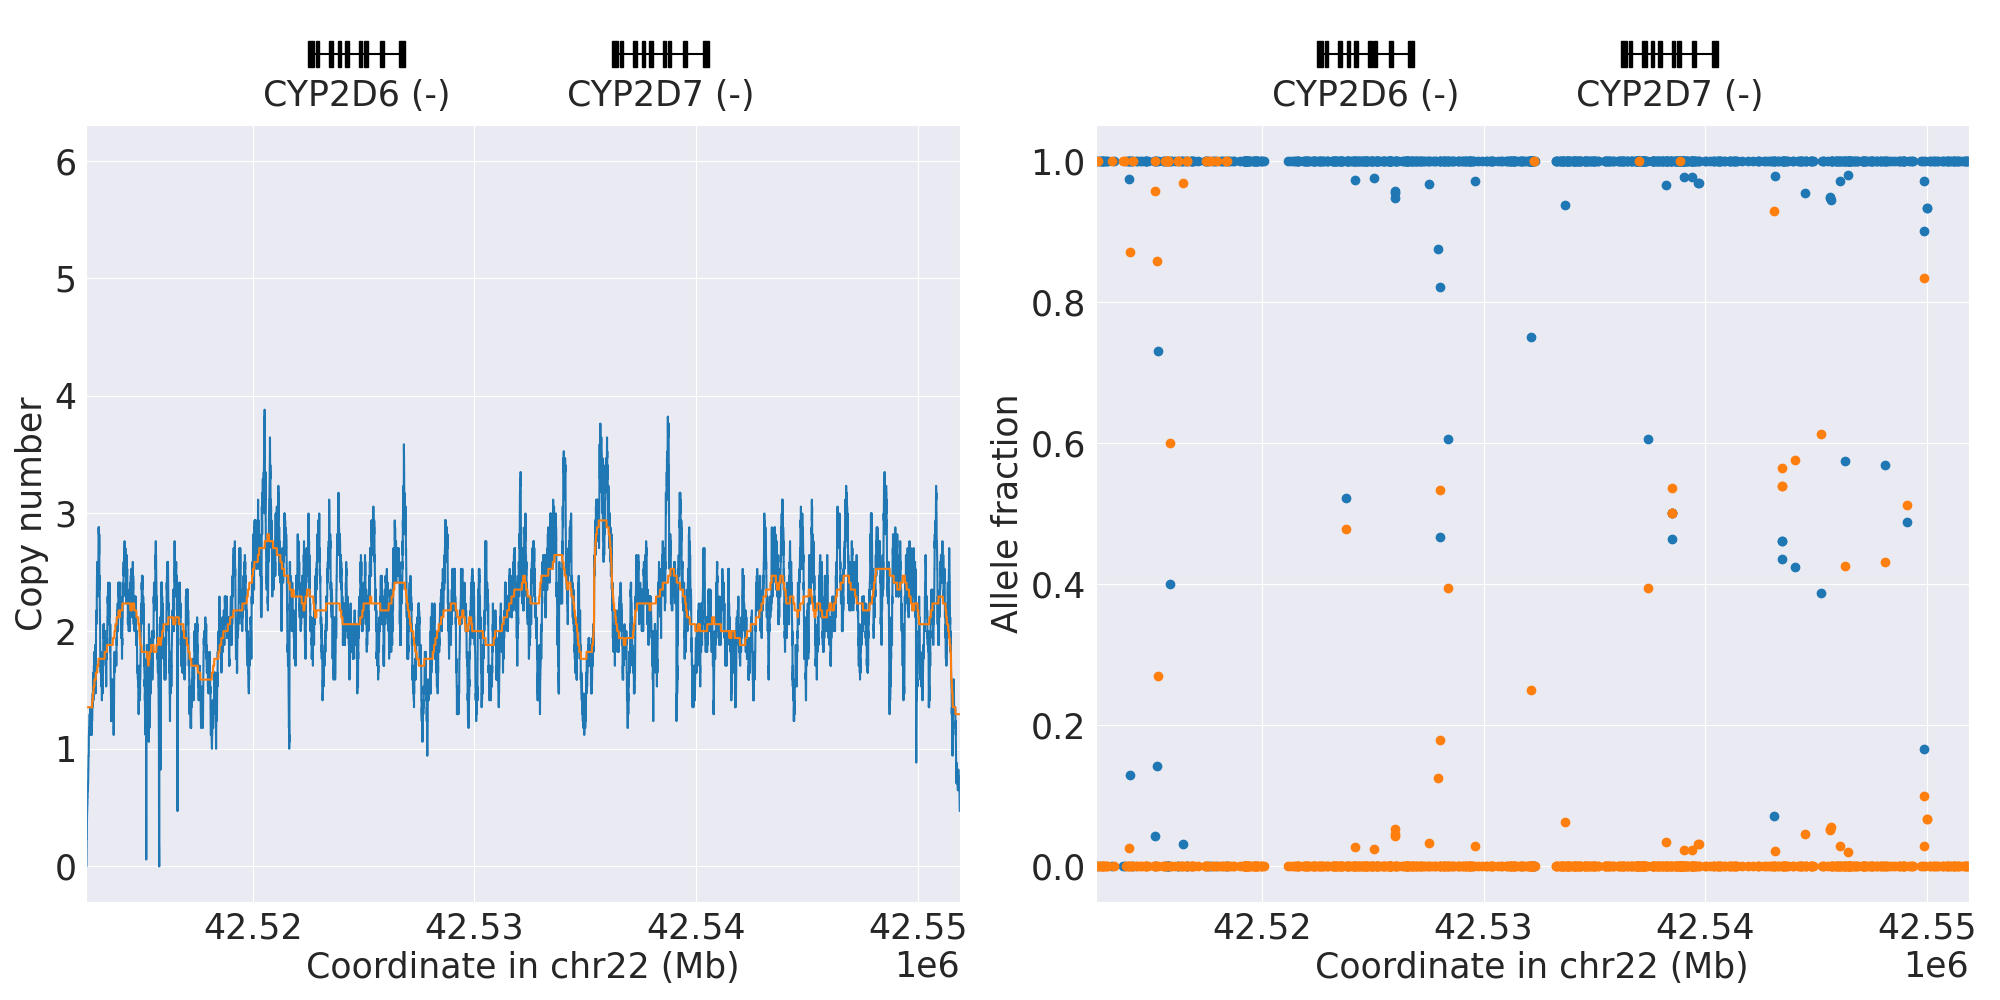 CYP2D6 (-) CYP2D7 (-)
CYP2D6 (-) CYP2D7 (-)
Copy number
6
5
4
3
2
1
0
42.52 42.53 42.54 42.55
Coordinate in chr22 (Mb)
1e6
Allele fraction
1.0
0.8
0.6
0.4
0.2
0.0
42.52 42.53 42.54 42.55
Coordinate in chr22 (Mb)
1e6